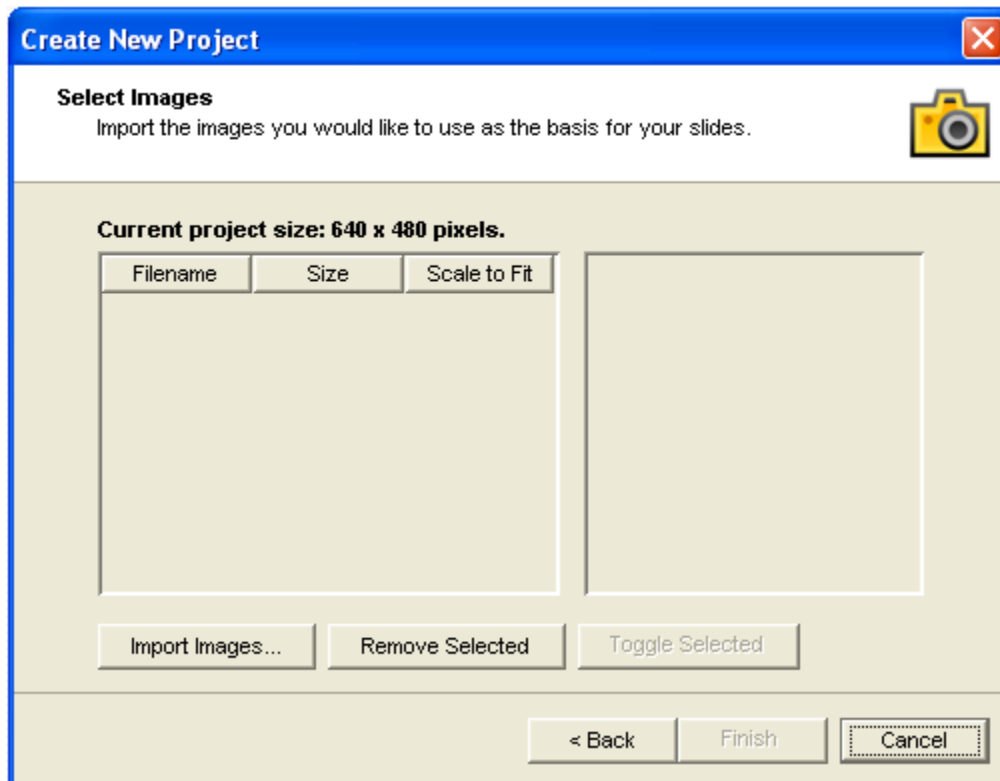 Create New Project
Select Images
Import the images you would like to use as the basis for your slides.
Current project size: 640 x 480 pixels.
Filename Size Scale to Fit
Import Images... Remove Selected Toggle Selected
< Back Finish Cancel